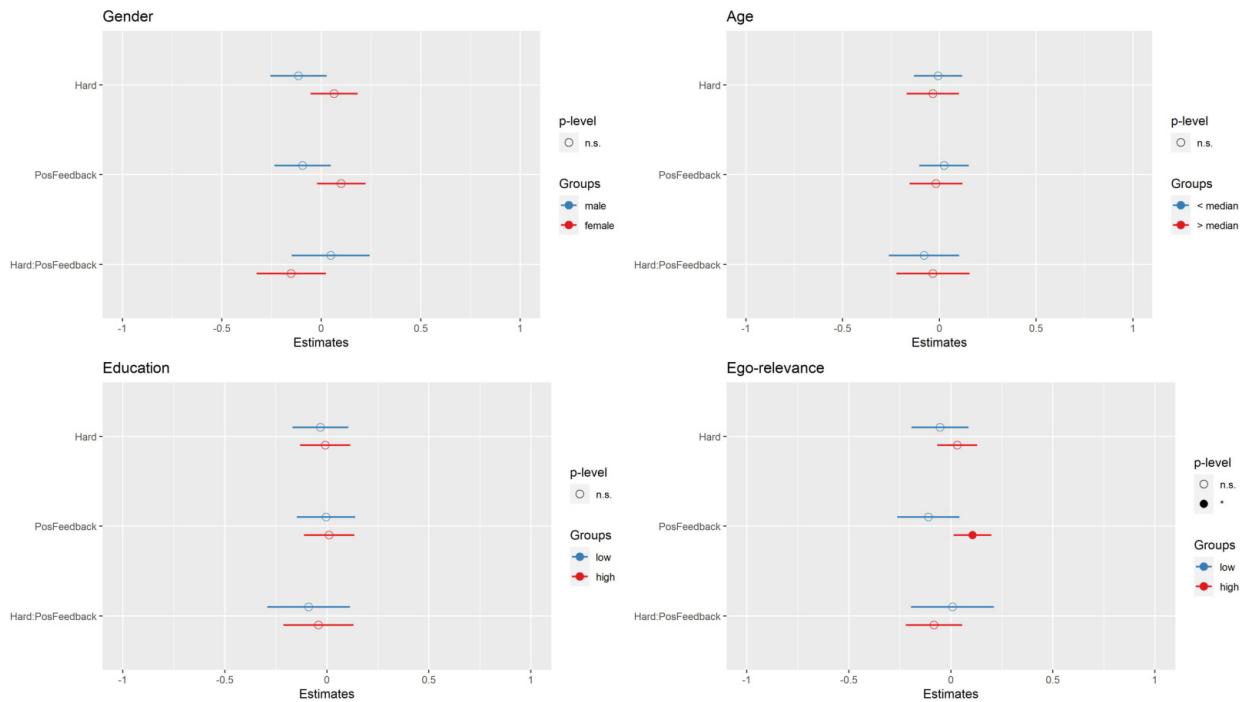 Gender
Hard
PosFeedback
Hard:PosFeedback
-1 -0.5 0 0.5 1
Estimates
p-level
n.s.
Groups
male
female
Age
Hard
PosFeedback
Hard:PosFeedback
-1 -0.5 0 0.5 1
Estimates
p-level
n.s.
Groups
< median
> median
Education
Hard
PosFeedback
Hard:PosFeedback
-1 -0.5 0 0.5 1
Estimates
p-level
n.s.
Groups
low
high
Ego-relevance
Hard
PosFeedback
Hard:PosFeedback
-1 -0.5 0 0.5 1
Estimates
p-level
n.s.
*
Groups
low
high